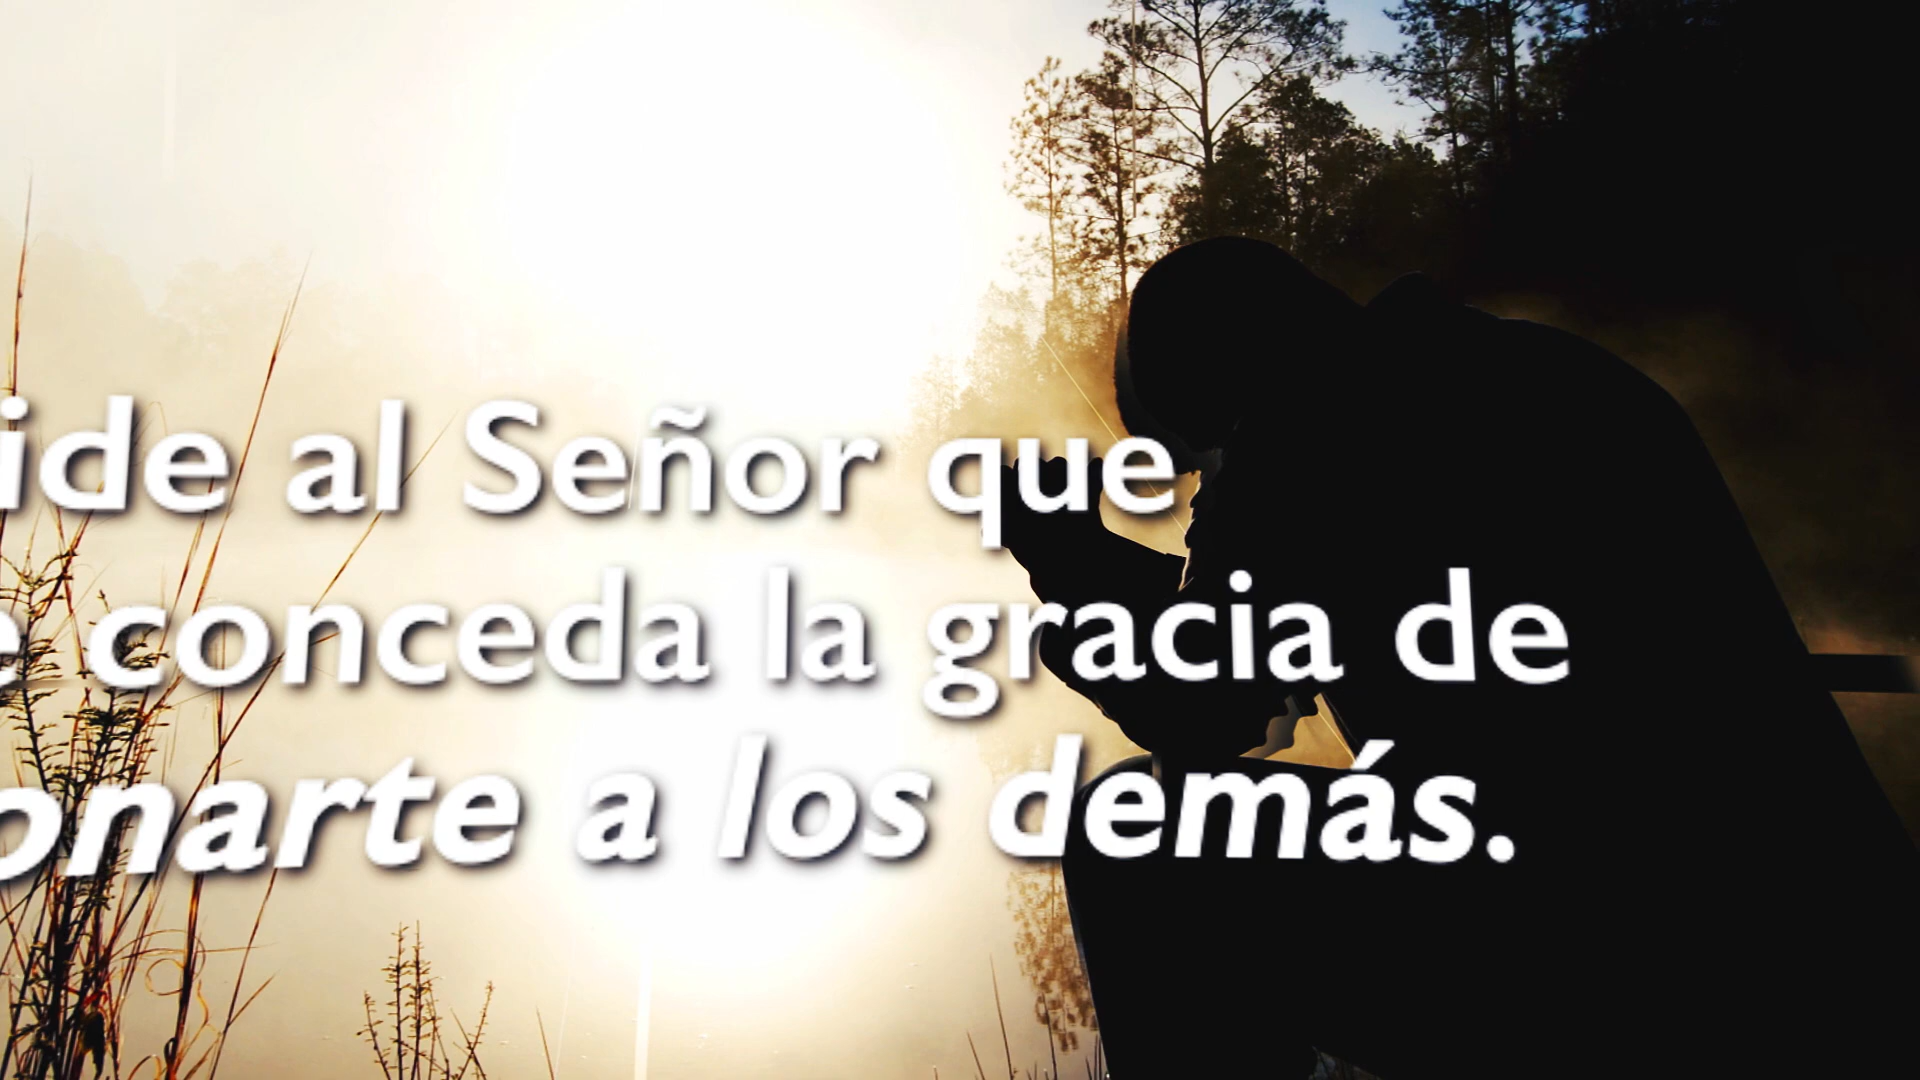 ide al Señor que
e conceda la gracia de
onarte a los demás.